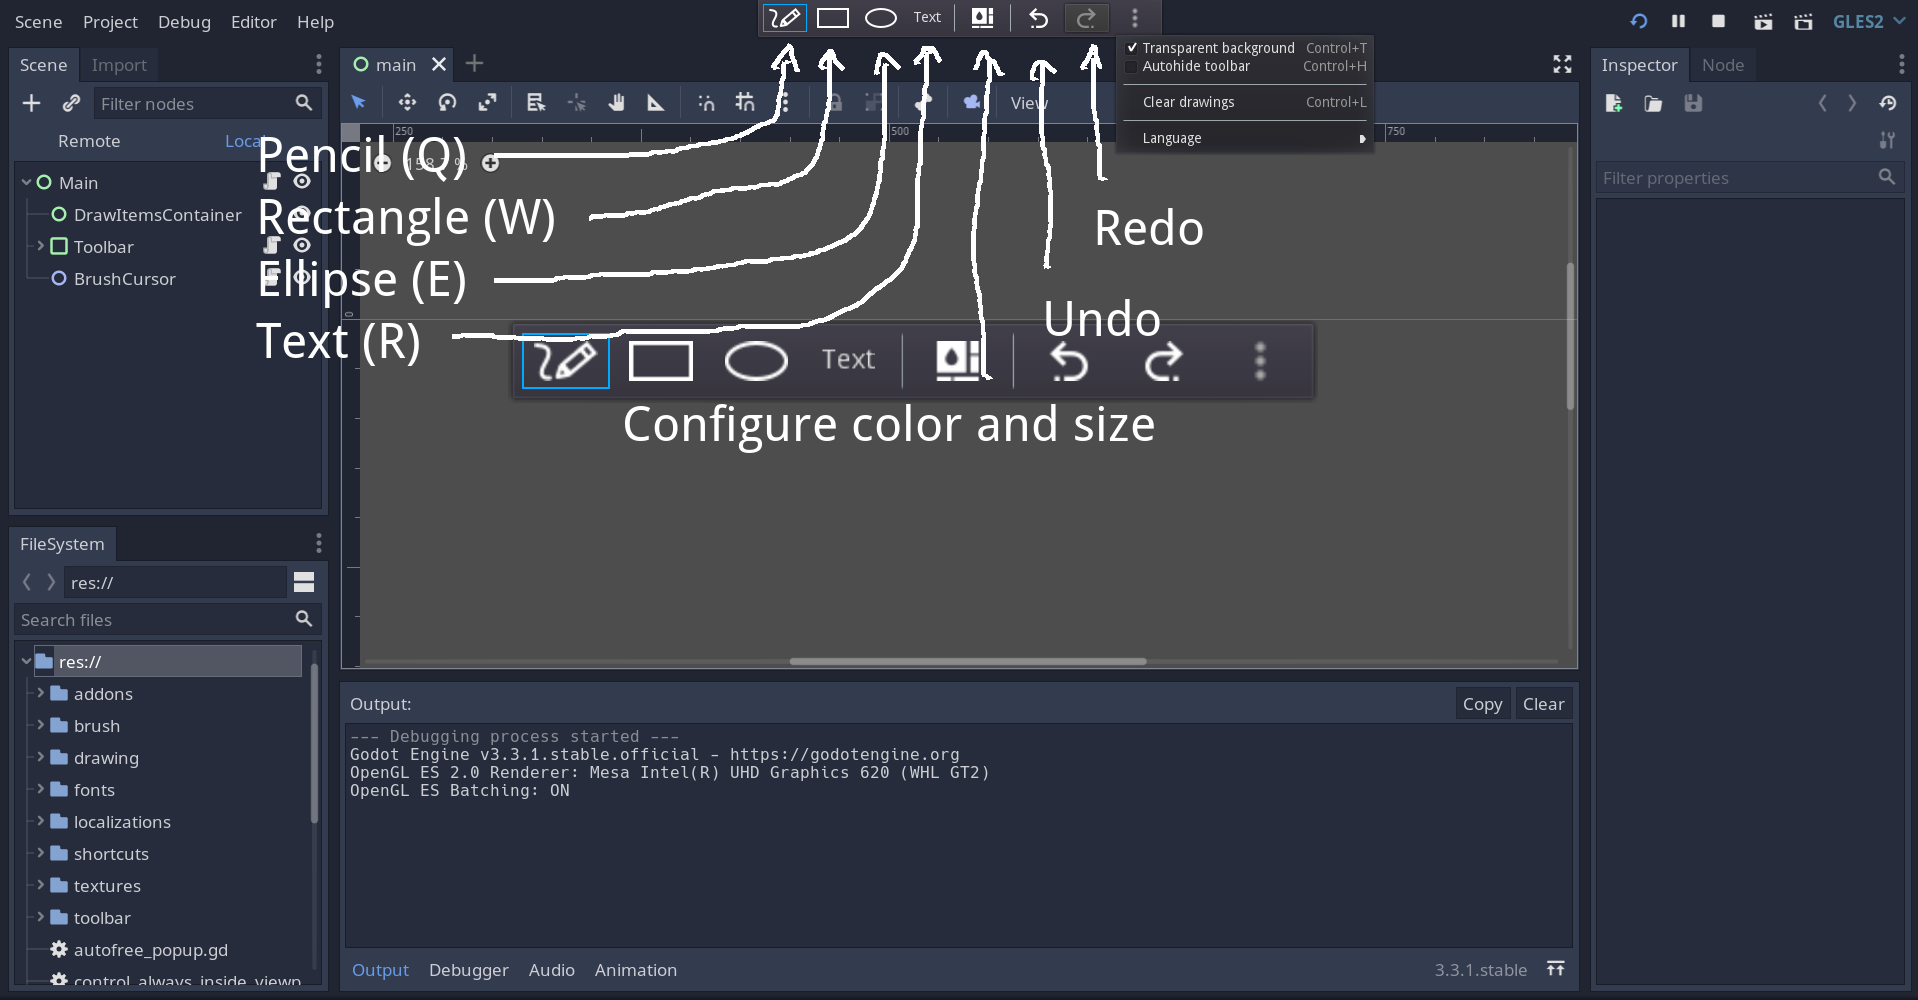 Scene Project Debug Editor Help
Text
GLES2
Transparent background Control+T
Autohide toolbar Control+H
Clear drawings Control+L
Language
Scene Import
main
Inspector Node
Filter nodes
View
Remote Local
250 500 750
158.7 %
Filter properties
Pencil (Q)
Rectangle (W)
Ellipse (E)
Text (R)
Main
DrawItemsContainer
Toolbar
BrushCursor
Redo
Undo
0
Text
Configure color and size
FileSystem
res://
Search files
res://
addons
brush
drawing
fonts
localizations
shortcuts
textures
toolbar
autofree_popup.gd
control_always_inside_viewp
Output: Copy Clear
--- Debugging process started ---
Godot Engine v3.3.1.stable.official - https://godotengine.org
OpenGL ES 2.0 Renderer: Mesa Intel(R) UHD Graphics 620 (WHL GT2)
OpenGL ES Batching: ON
Output Debugger Audio Animation 3.3.1.stable